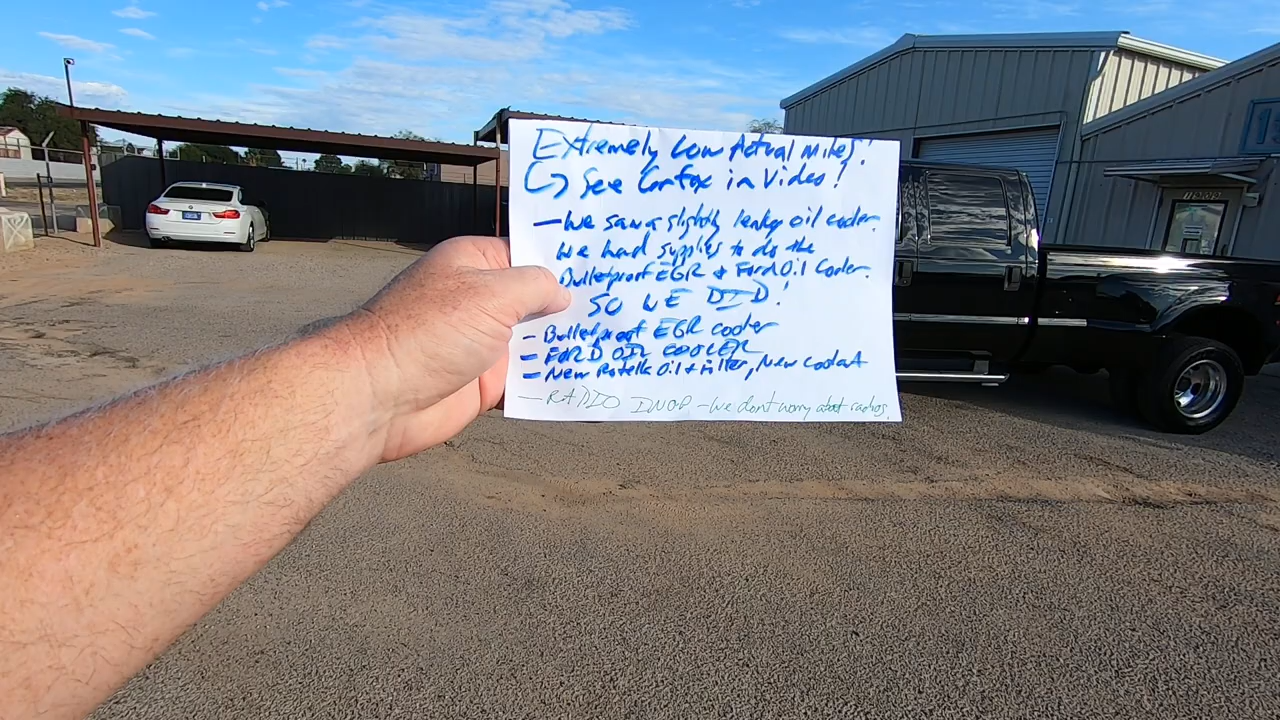 Extremely Low Actual Miles!
↳ See Carfax in Video!
- We saw a slightly leaky oil cooler.
We had supplies to do the
Bulletproof EGR & Ford Oil Cooler.
SO WE DID!
- Bulletproof EGR cooler
- FORD OIL COOLER
- New Rotella Oil + Filter, New Coolant
- RADIO INOP - We dont worry about radios.